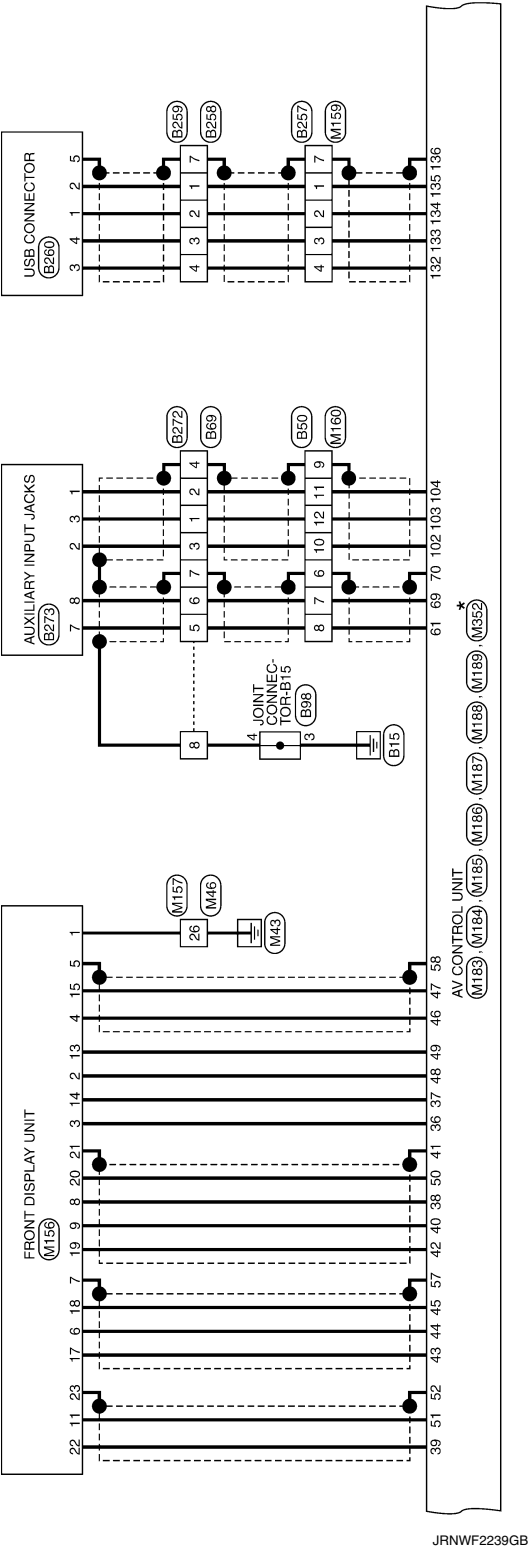 5 2 1 4 3
USB CONNECTOR
B260
B259 B258
7 1 2 3 4
B257 M159
7 1 2 3 4
136 135 134 133 132
1 3 2 8 7
AUXILIARY INPUT JACKS
B273
B272 B69
4 2 1 3 7 6 5
B50 M160
9 11 12 10 6 7 8
104 103 102 70 69 61
8
4
JOINT
CONNEC-
TOR-B15
B98
3
B15
AV CONTROL UNIT
M183 , M184 , M185 , M186 , M187 , M188 , M189 , M352 *
M157 M46
26
M43
FRONT DISPLAY UNIT
M156
1 5 15 4 13 2 14 3 21 20 8 9 19 7 18 6 17 23 11 22
58 47 46 49 48 37 36 41 50 38 40 42 57 45 44 43 52 51 39
JRNWF2239GB